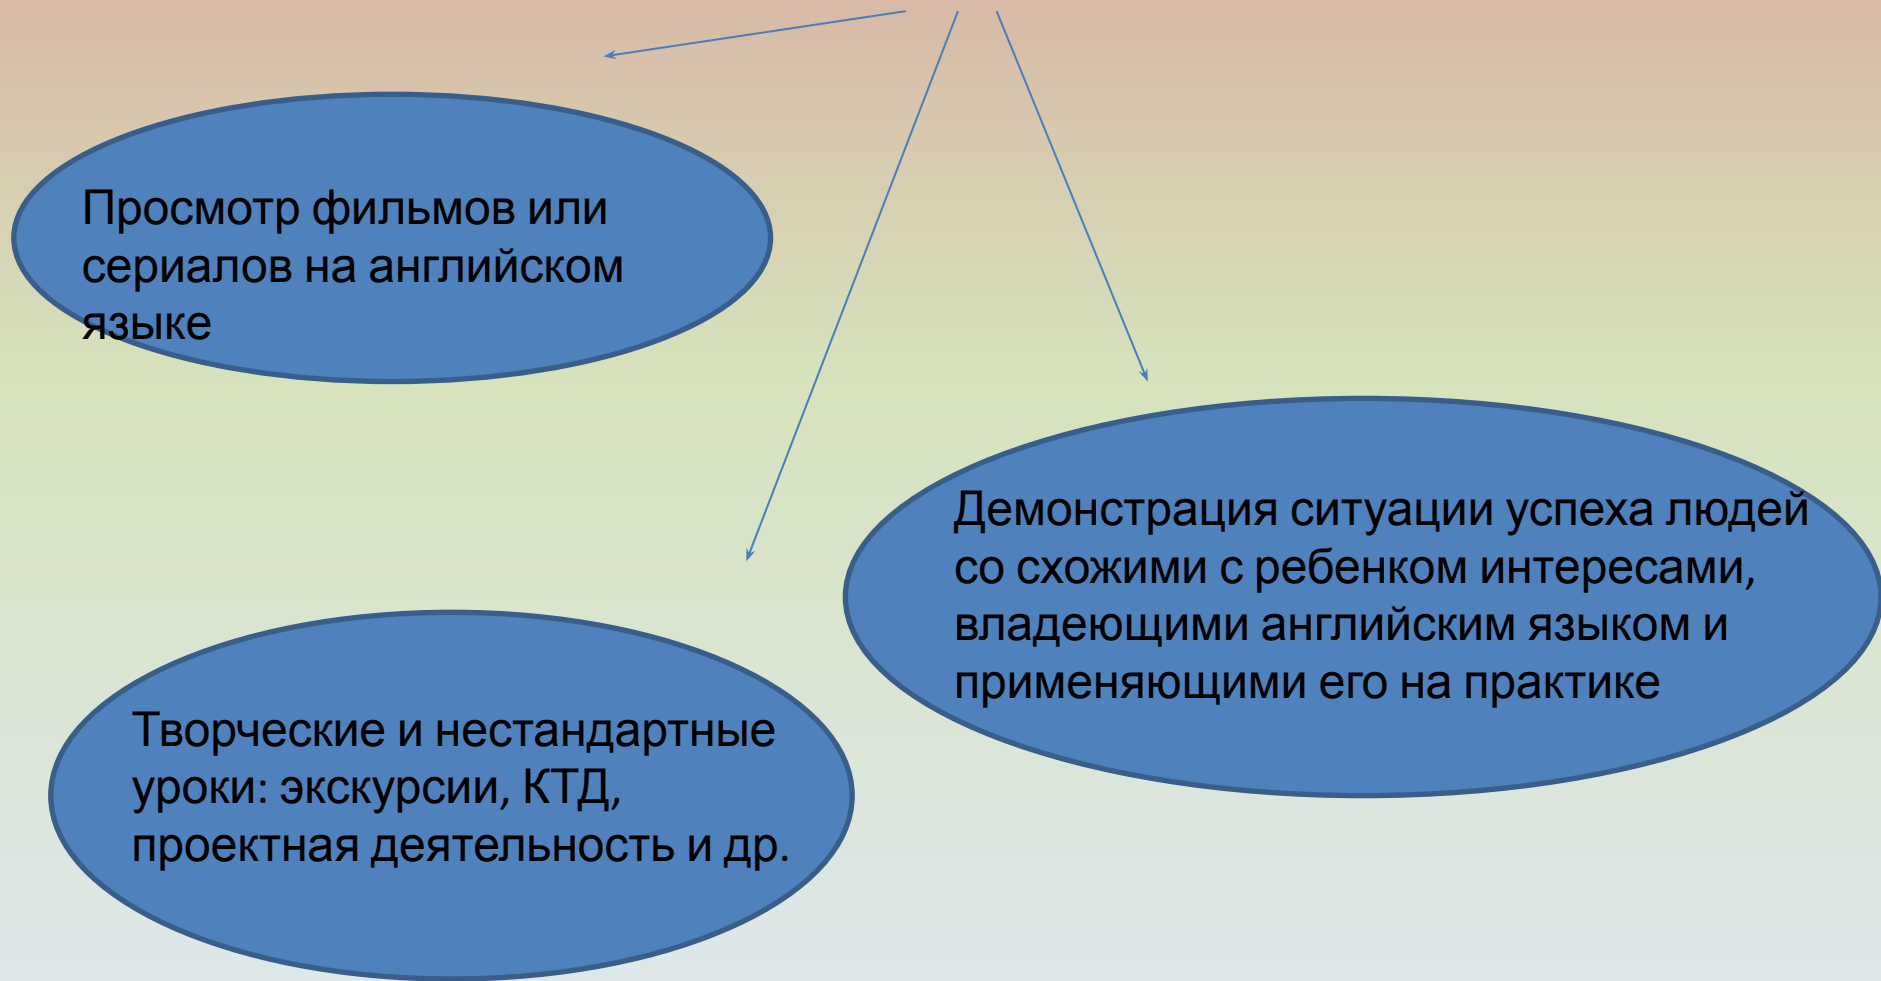 Просмотр фильмов или
сериалов на английском
языке
Демонстрация ситуации успеха людей
со схожими с ребенком интересами,
владеющими английским языком и
применяющими его на практике
Творческие и нестандартные
уроки: экскурсии, КТД,
проектная деятельность и др.